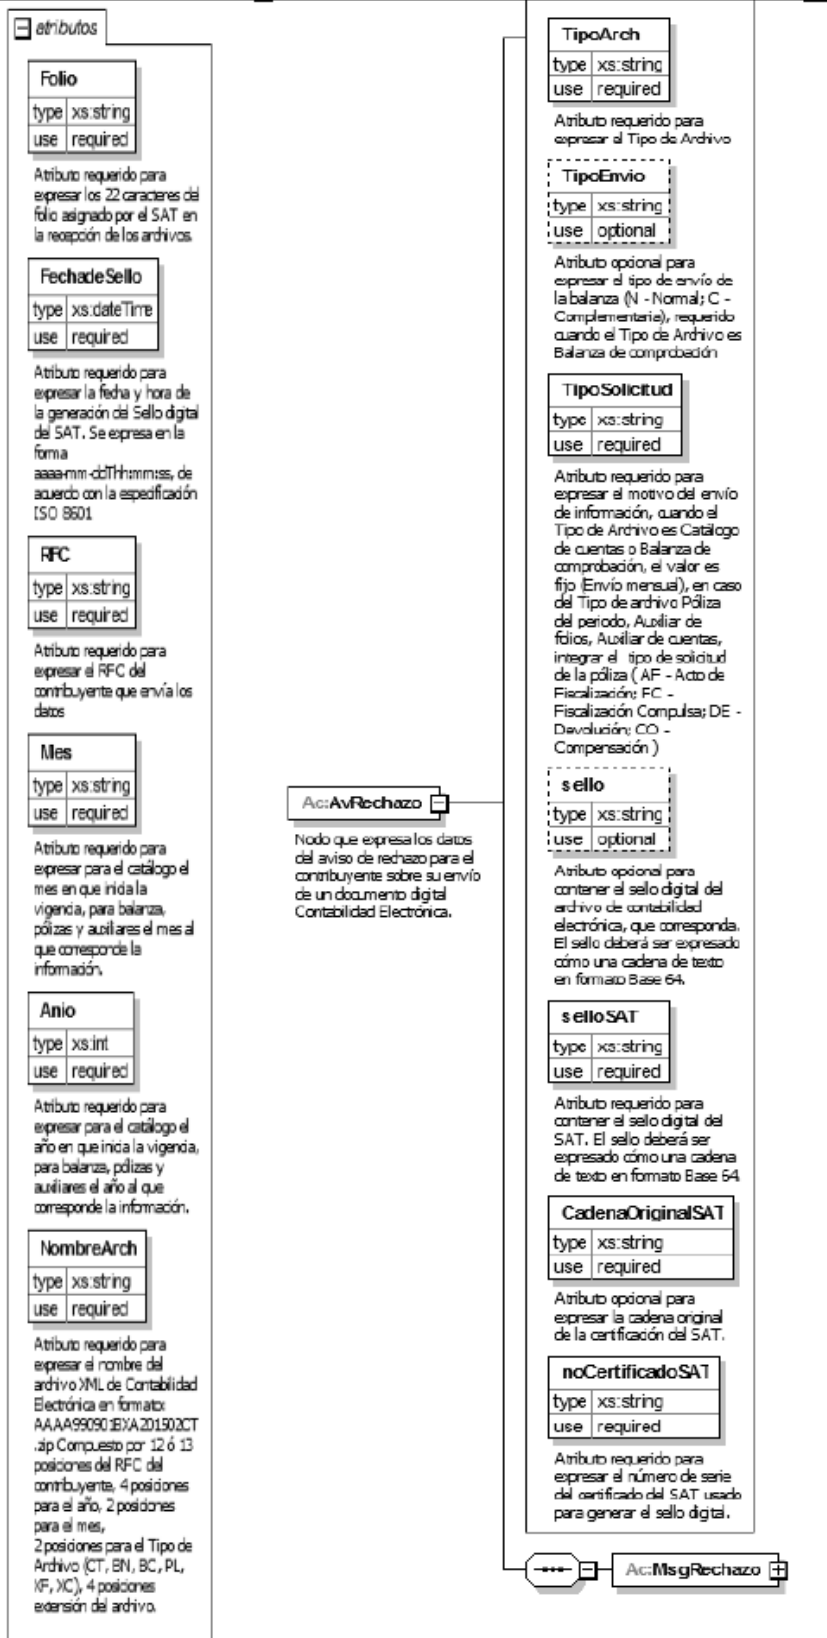 atributos
Folio
type xs:string
use required
Atributo requerido para
expresar los 22 caracteres del
folio asignado por el SAT en
la recepción de los archivos.
FechadeSello
type xs:dateTime
use required
Atributo requerido para
expresar la fecha y hora de
la generación del Sello digital
del SAT. Se expresa en la
forma
aaaa-mm-ddThh:mm:ss, de
acuerdo con la especificación
ISO 8601
RFC
type xs:string
use required
Atributo requerido para
expresar el RFC del
contribuyente que envía los
datos
Mes
type xs:string
use required
Atributo requerido para
expresar para el catálogo el
mes en que inicia la
vigencia, para balanza,
pólizas y auxiliares el mes al
que corresponde la
información.
Anio
type xs:int
use required
Atributo requerido para
expresar para el catálogo el
año en que inicia la vigencia,
para balanza, pólizas y
auxiliares el año al que
corresponde la información.
NombreArch
type xs:string
use required
Atributo requerido para
expresar el nombre del
archivo XML de Contabilidad
Electrónica en formato:
AAAA990901BXA201502CT
.zip Compuesto por 12 ó 13
posiciones del RFC del
contribuyente, 4 posiciones
para el año, 2 posiciones
para el mes,
2 posiciones para el Tipo de
Archivo (CT, BN, BC, PL,
XF, XC), 4 posiciones
extensión del archivo.
Ac:AvRechazo
Nodo que expresa los datos
del aviso de rechazo para el
contribuyente sobre su envío
de un documento digital
Contabilidad Electrónica.
TipoArch
type xs:string
use required
Atributo requerido para
expresar el Tipo de Archivo
TipoEnvio
type xs:string
use optional
Atributo opcional para
expresar el tipo de envío de
la balanza (N - Normal; C -
Complementaria), requerido
cuando el Tipo de Archivo es
Balanza de comprobación
TipoSolicitud
type xs:string
use required
Atributo requerido para
expresar el motivo del envío
de información, cuando el
Tipo de Archivo es Catálogo
de cuentas o Balanza de
comprobación, el valor es
fijo (Envío mensual), en caso
del Tipo de archivo Póliza
del periodo, Auxiliar de
folios, Auxiliar de cuentas,
integrar el tipo de solicitud
de la póliza ( AF - Acto de
Fiscalización; FC -
Fiscalización Compulsa; DE -
Devolución; CO -
Compensación )
sello
type xs:string
use optional
Atributo opcional para
contener el sello digital del
archivo de contabilidad
electrónica, que corresponda.
El sello deberá ser expresado
cómo una cadena de texto
en formato Base 64.
selloSAT
type xs:string
use required
Atributo requerido para
contener el sello digital del
SAT. El sello deberá ser
expresado cómo una cadena
de texto en formato Base 64
CadenaOriginalSAT
type xs:string
use required
Atributo opcional para
expresar la cadena original
de la certificación del SAT.
noCertificadoSAT
type xs:string
use required
Atributo requerido para
expresar el número de serie
del certificado del SAT usado
para generar el sello digital.
Ac:MsgRechazo